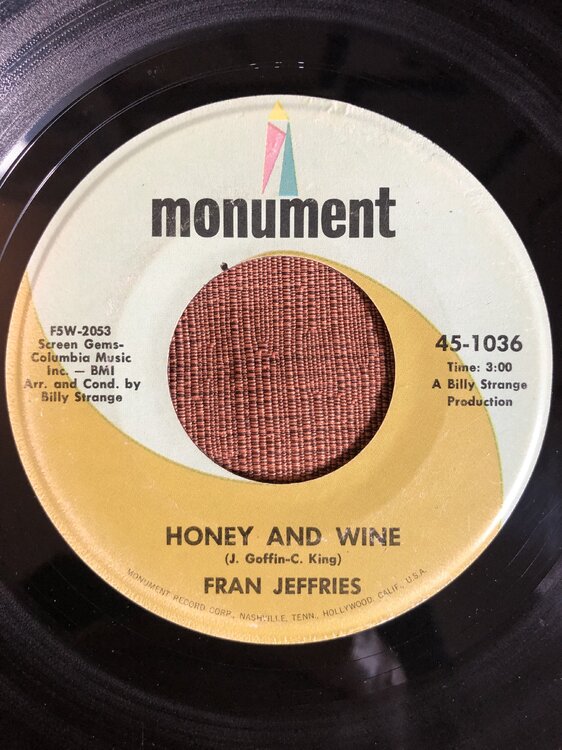 monument
F5W-2053
Screen Gems-
Columbia Music
Inc. — BMI
Arr. and Cond. by
Billy Strange
45-1036
Time: 3:00
A Billy Strange
Production
HONEY AND WINE
(J. Goffin-C. King)
FRAN JEFFRIES
MONUMENT RECORD CORP., NASHVILLE, TENN., HOLLYWOOD, CALIF., U.S.A.